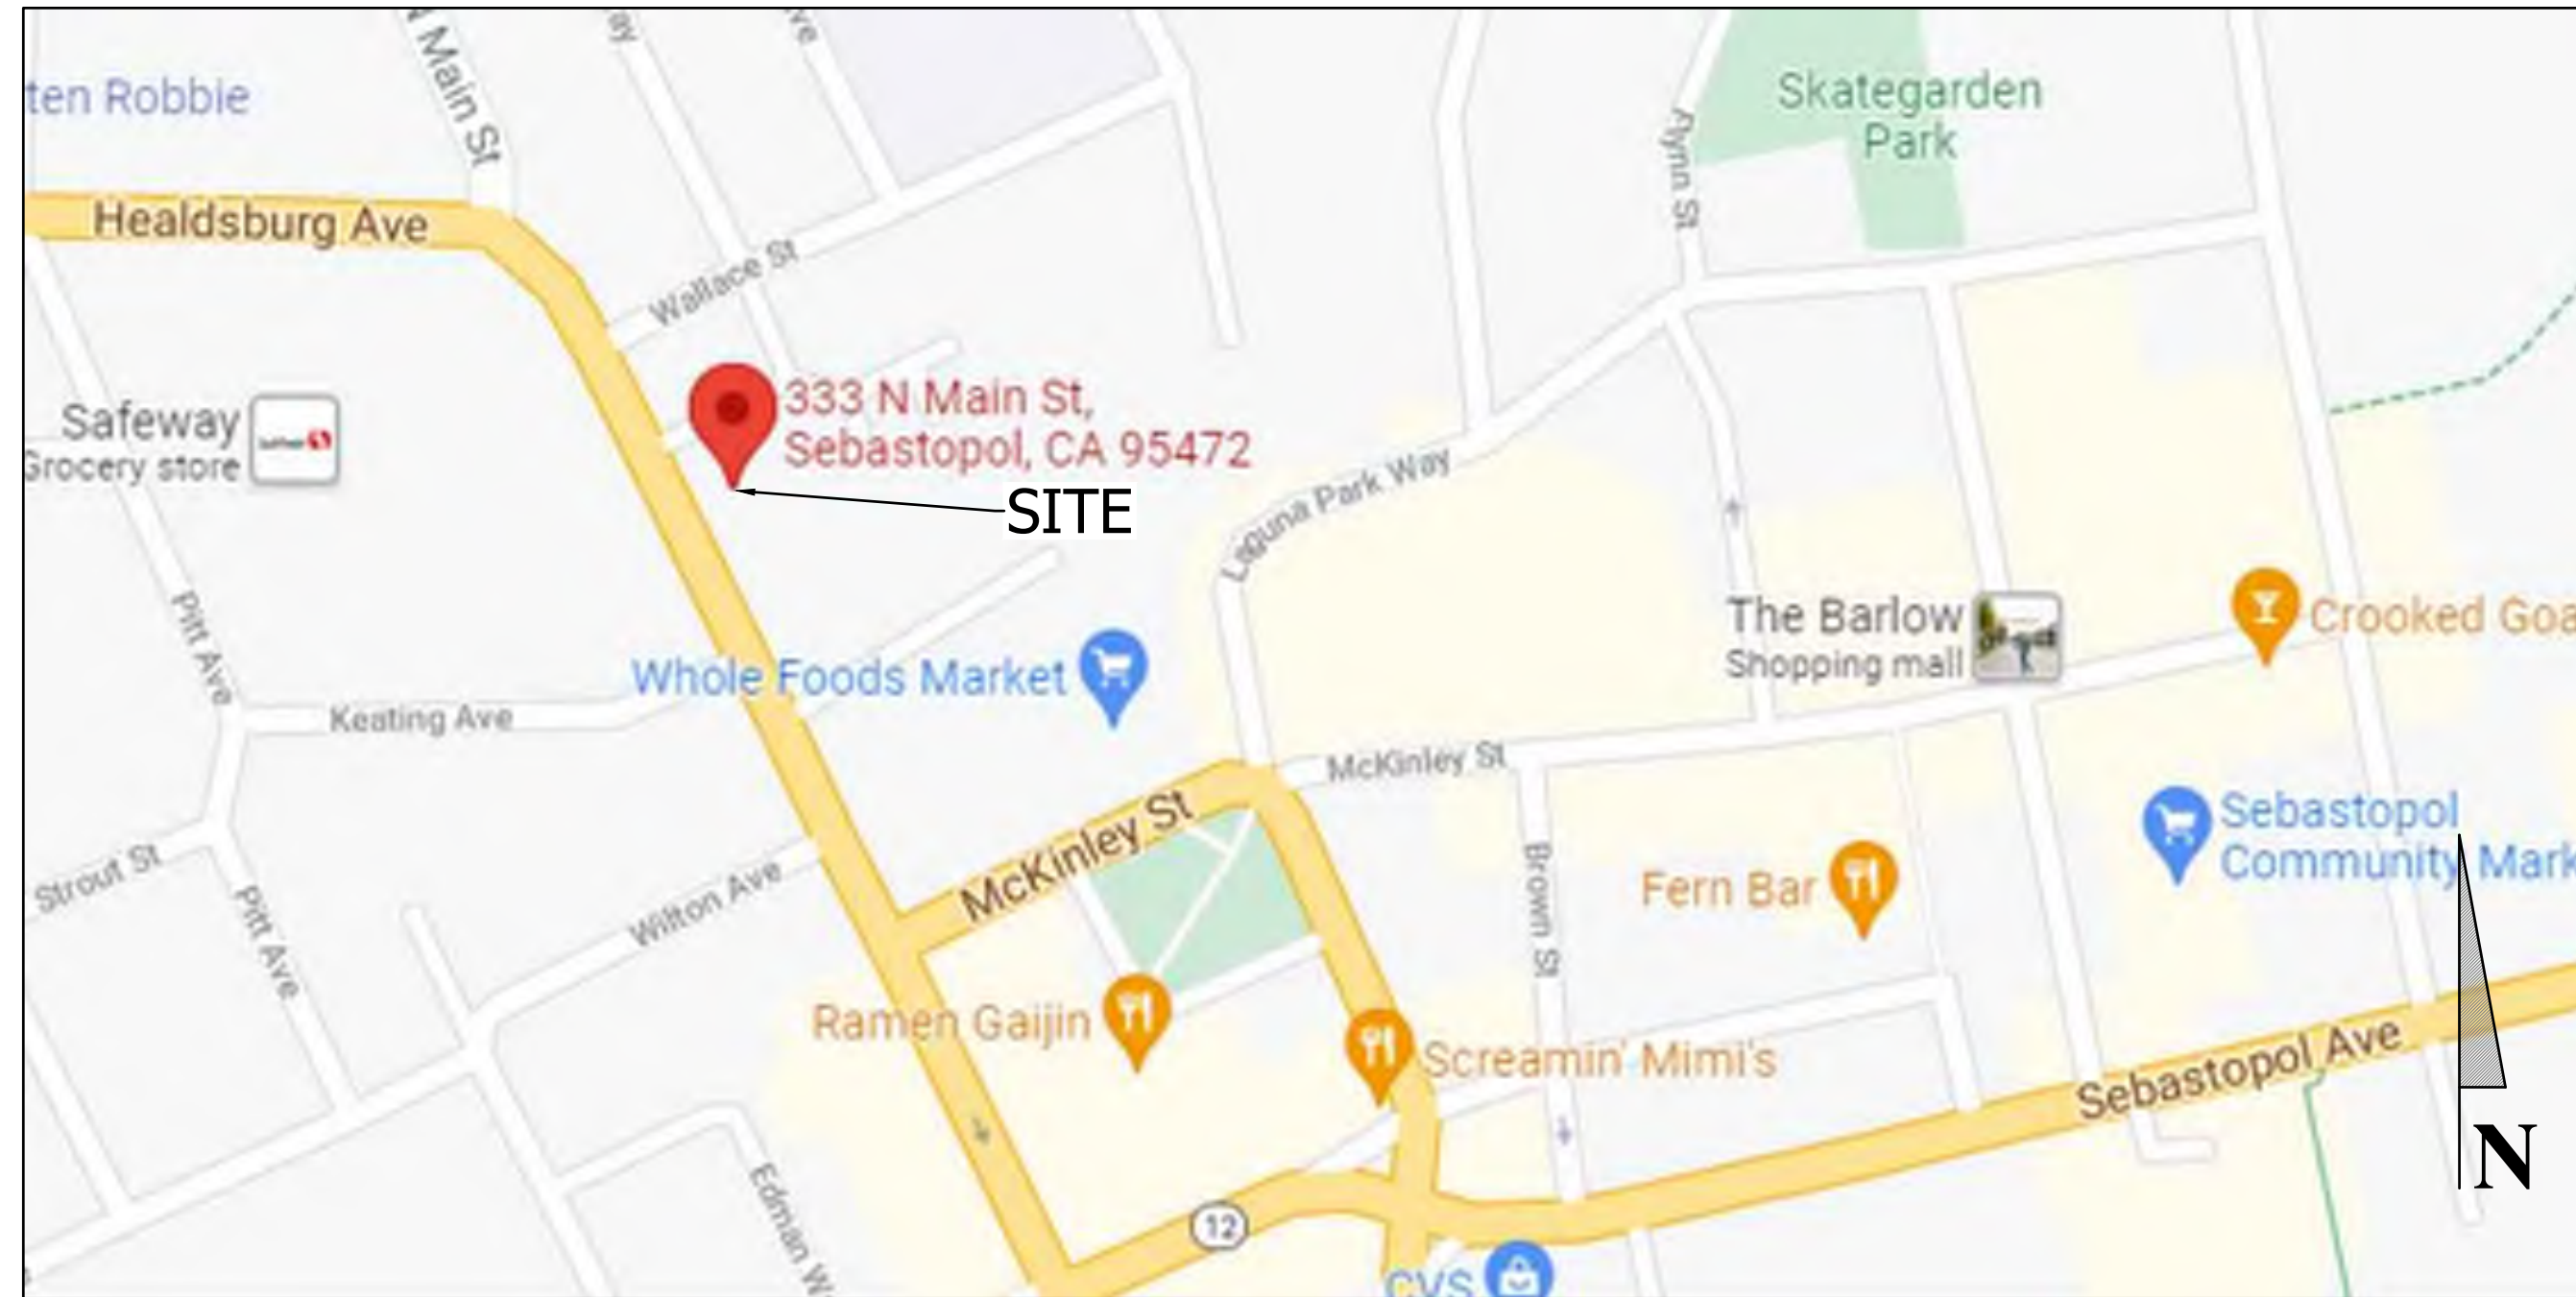 N Main St
ay
ve
ten Robbie
Skategarden
Park
Flynn St
Healdsburg Ave
Wallace St
333 N Main St,
Sebastopol, CA 95472
SITE
Safeway
Grocery store
Laguna Park Way
Pitt Ave
The Barlow
Shopping mall
Crooked Goa
Whole Foods Market
Keating Ave
McKinley St
McKinley St
Sebastopol
Community Mark
Strout St
Pitt Ave
Wilton Ave
Brown St
Fern Bar
Ramen Gaijin
Screamin' Mimi's
Sebastopol Ave
N
Edman W
12
CVS